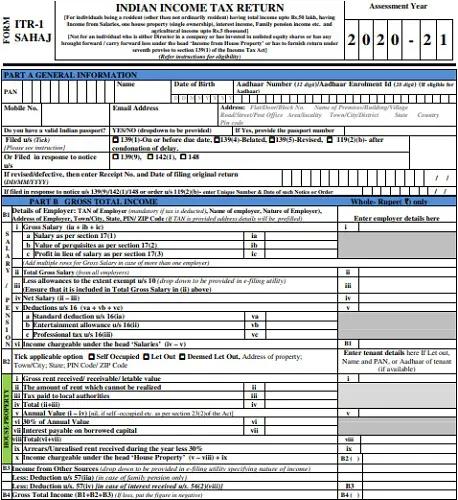 FORM
ITR-1
SAHAJ
INDIAN INCOME TAX RETURN
[For individuals being a resident (other than not ordinarily resident) having total income upto Rs.50 lakh, having
Income from Salaries, one house property, other sources (Interest, Family pension etc.), and
agricultural income upto Rs.5 thousand]
[Not for an individual who is either Director in a company or has invested in unlisted equity shares or has any
brought forward / carry forward loss under the head 'Income from House Property' or has to furnish return under
seventh proviso to section 139(1) of the Income Tax Act]
(Refer instructions for eligibility)
Assessment Year
2 0 2 0 - 2 1
PART A GENERAL INFORMATION
PAN
Name
Date of Birth
Aadhaar Number (12 digit)/Aadhaar Enrolment Id (28 digit) (If eligible for
Aadhaar)
Mobile No.
Email Address
Address: Flat/Door/Block No. Name of Premises/Building/Village
Road/Street/Post Office Area/locality Town/City/District State Country
Pin code
Do you have a valid Indian passport?
YES/NO (dropdown to be provided)
If Yes, provide the passport number
Filed u/s (Tick)
[Please see instruction]
139(1)-On or before due date, 139(4)-Belated, 139(5)-Revised, 119(2)(b)- after
condonation of delay.
Or Filed in response to notice
u/s
139(9), 142(1), 148
If revised/defective, then enter Receipt No. and Date of filing original return
(DD/MM/YYYY)
/ /
If filed in response to notice u/s 139(9)/142(1)/148 or order u/s 119(2)(b)- enter Unique Number & Date of such Notice or Order
/ /
PART B GROSS TOTAL INCOME
Whole- Rupee( ₹) only
B1
Details of Employer: TAN of Employer (mandatory if tax is deducted), Name of employer, Nature of Employer),
Address of Employer, Town/City, State, PIN/ ZIP Code (if TAN is provided address details will be prefilled)
Enter employer details here
SALARY / PENSION
i Gross Salary (ia + ib + ic) i
a Salary as per section 17(1) ia
b Value of perquisites as per section 17(2) ib
c Profit in lieu of salary as per section 17(3) ic
Add multiple rows for Gross Salary in case of more than one employer)
ii Total Gross Salary (from all employers) ii
iii Less allowances to the extent exempt u/s 10 (drop down to be provided in e-filing utility)
(Ensure that it is included in Total Gross Salary in (ii) above) iii
iv Net Salary (ii – iii) iv
v Deductions u/s 16 (va + vb + vc) v
a Standard deduction u/s 16(ia) va
b Entertainment allowance u/s 16(ii) vb
c Professional tax u/s 16(iii) vc
vi Income chargeable under the head 'Salaries' (iv – v) B1
B2
Tick applicable option Self Occupied Let Out Deemed Let Out, Address of property;
Town/City; State; PIN Code/ ZIP Code
Enter tenant details here If let Out,
Name and PAN, or Aadhaar of tenant
(if available)
HOUSE PROPERTY
i Gross rent received/ receivable/ letable value i
ii The amount of rent which cannot be realized ii
iii Tax paid to local authorities iii
iv Total (ii+iii) iv
v Annual Value (i – iv) [nil, if self-occupied etc. as per section 23(2)of the Act] v
vi 30% of Annual Value vi
vii Interest payable on borrowed capital vii
viii Total(vi+vii) viii
ix Arrears/Unrealised rent received during the year less 30% ix
x Income chargeable under the head 'House Property' (v – viii) + ix B2( )
B3 Income from Other Sources (drop down to be provided in e-filing utility specifying nature of income)
Less: Deduction u/s 57(iia) (in case of family pension only)
Less: Deduction u/s. 57(iv) [in case of interest received u/s. 56(2)(viii)] B3
B4 Gross Total Income (B1+B2+B3) (If loss, put the figure in negative) B4( )